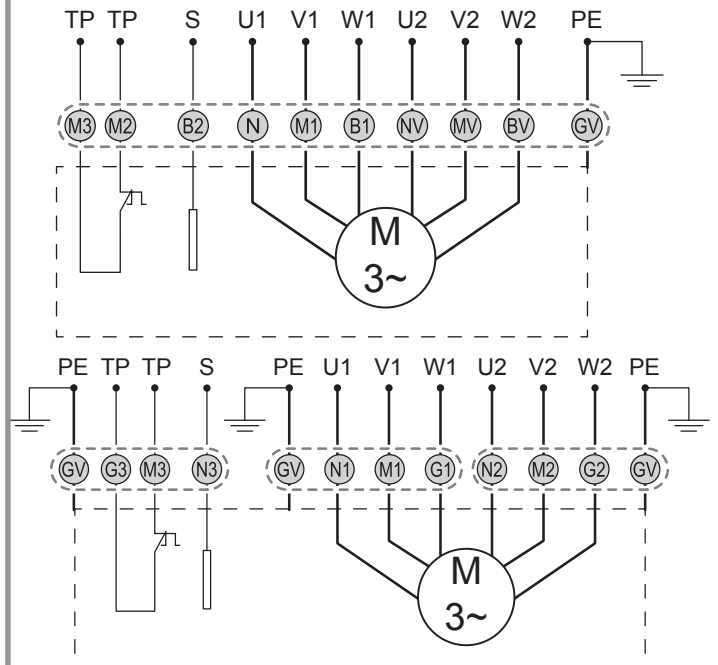 TP TP S U1 V1 W1 U2 V2 W2 PE
M3 M2 B2 N M1 B1 NV MV BV GV
M
3~
PE TP TP S PE U1 V1 W1 U2 V2 W2 PE
GV G3 M3 N3 GV N1 M1 G1 N2 M2 G2 GV
M
3~